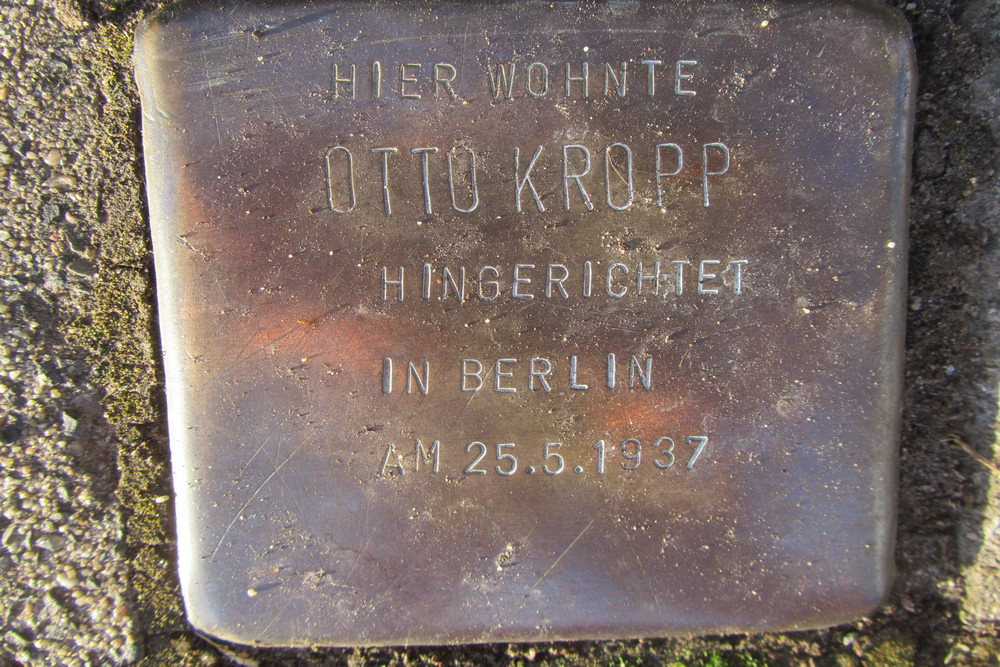 HIER WOHNTE
OTTO KROPP
HINGERICHTET
IN BERLIN
AM 25.5.1937